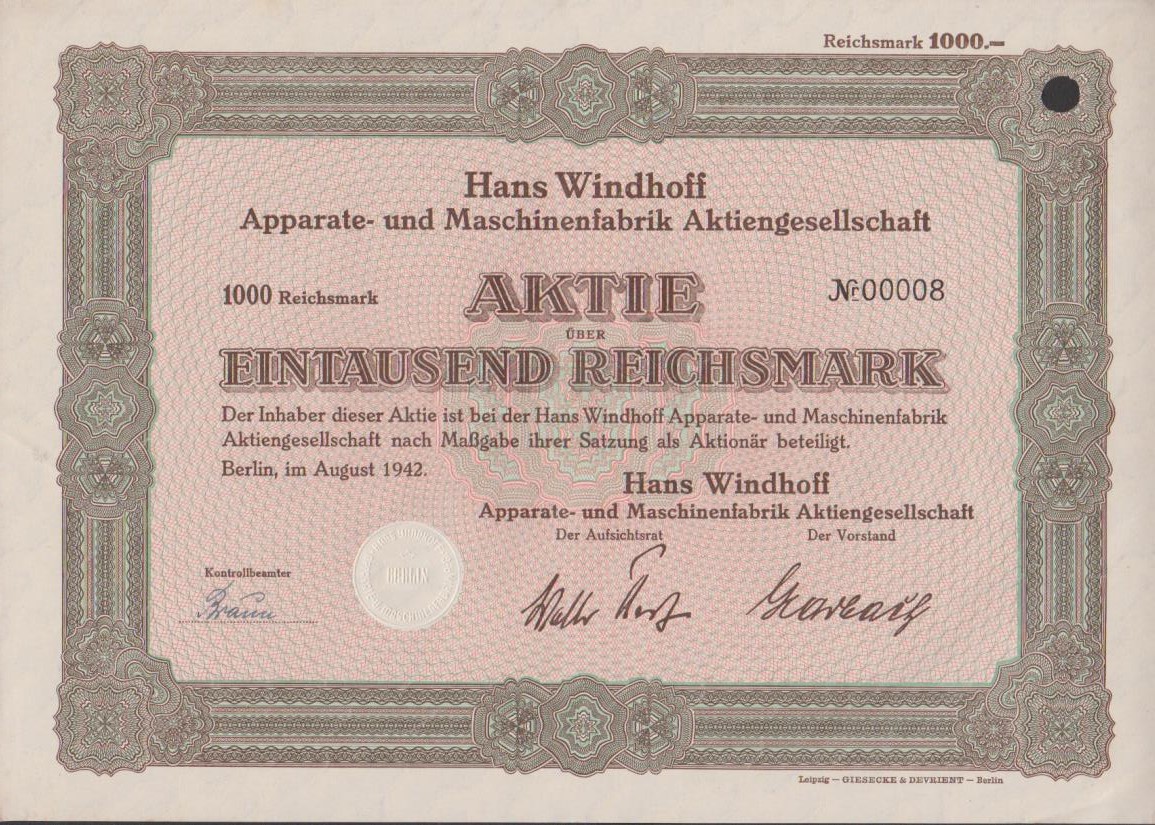 Reichsmark 1000.—
Hans Windhoff
Apparate- und Maschinenfabrik Aktiengesellschaft
1000 Reichsmark
AKTIE
№ 00008
ÜBER
EINTAUSEND REICHSMARK
Der Inhaber dieser Aktie ist bei der Hans Windhoff Apparate- und Maschinenfabrik
Aktiengesellschaft nach Maßgabe ihrer Satzung als Aktionär beteiligt.
Berlin, im August 1942.
Hans Windhoff
Apparate- und Maschinenfabrik Aktiengesellschaft
Der Aufsichtsrat
Der Vorstand
Kontrollbeamter
Braun
Leipzig — GIESECKE & DEVRIENT — Berlin